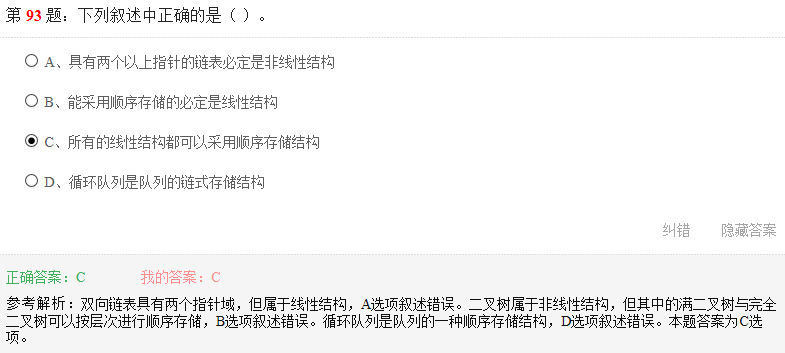 第 93 题：下列叙述中正确的是（ ）。
A、具有两个以上指针的链表必定是非线性结构
B、能采用顺序存储的必定是线性结构
C、所有的线性结构都可以采用顺序存储结构
D、循环队列是队列的链式存储结构
纠错 隐藏答案
正确答案：C 我的答案：C
参考解析：双向链表具有两个指针域，但属于线性结构，A选项叙述错误。二叉树属于非线性结构，但其中的满二叉树与完全
二叉树可以按层次进行顺序存储，B选项叙述错误。循环队列是队列的一种顺序存储结构，D选项叙述错误。本题答案为C选
项。